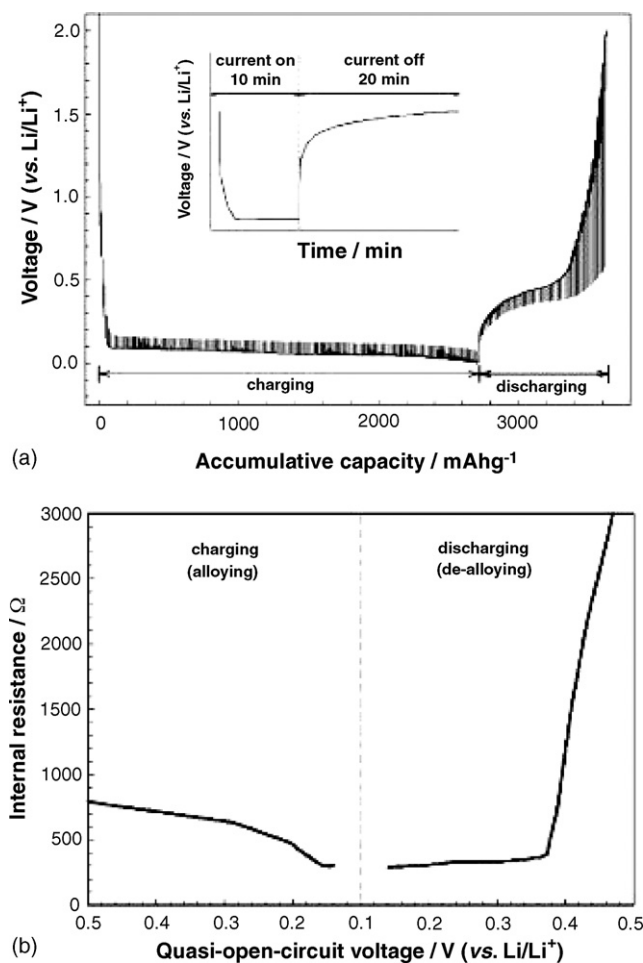 2.0
1.5
1.0
0.5
0.0
Voltage / V (vs. Li/Li⁺)
current on
10 min
current off
20 min
Voltage / V (vs. Li/Li⁺)
Time / min
charging
discharging
0 1000 2000 3000
(a)
Accumulative capacity / mAhg⁻¹
3000
2500
2000
1500
1000
500
0
Internal resistance / Ω
charging
(alloying)
discharging
(de-alloying)
0.5 0.4 0.3 0.2 0.1 0.2 0.3 0.4 0.5
(b)
Quasi-open-circuit voltage / V (vs. Li/Li⁺)